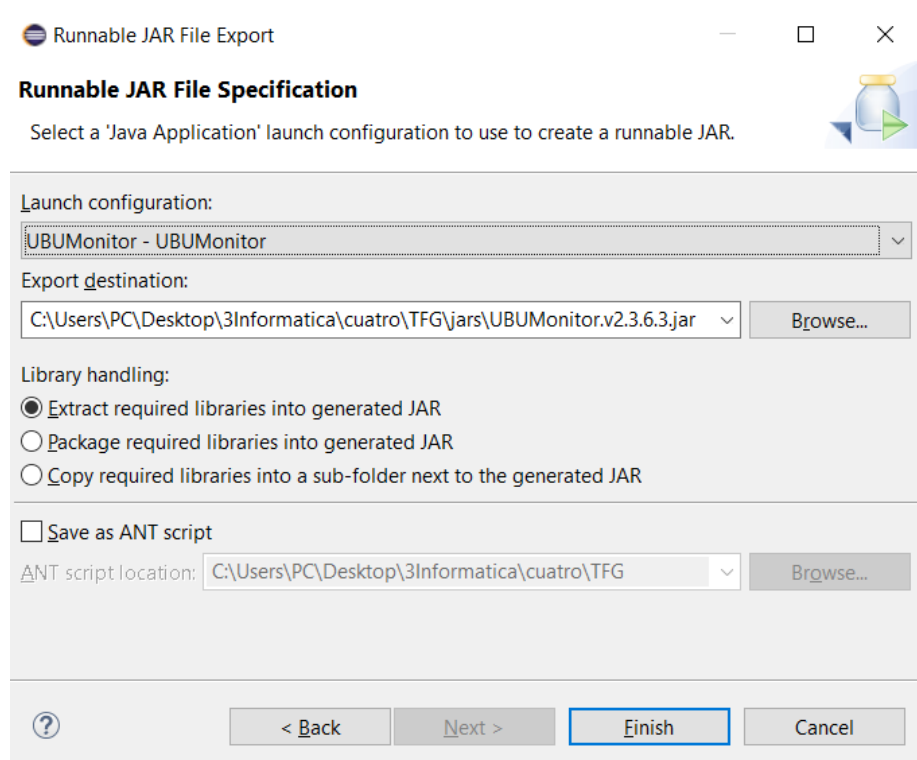 Runnable JAR File Export
Runnable JAR File Specification
Select a 'Java Application' launch configuration to use to create a runnable JAR.
Launch configuration:
UBUMonitor - UBUMonitor
Export destination:
C:\Users\PC\Desktop\3Informatica\cuatro\TFG\jars\UBUMonitor.v2.3.6.3.jar Browse...
Library handling:
Extract required libraries into generated JAR
Package required libraries into generated JAR
Copy required libraries into a sub-folder next to the generated JAR
Save as ANT script
ANT script location: C:\Users\PC\Desktop\3Informatica\cuatro\TFG Browse...
? < Back Next > Finish Cancel